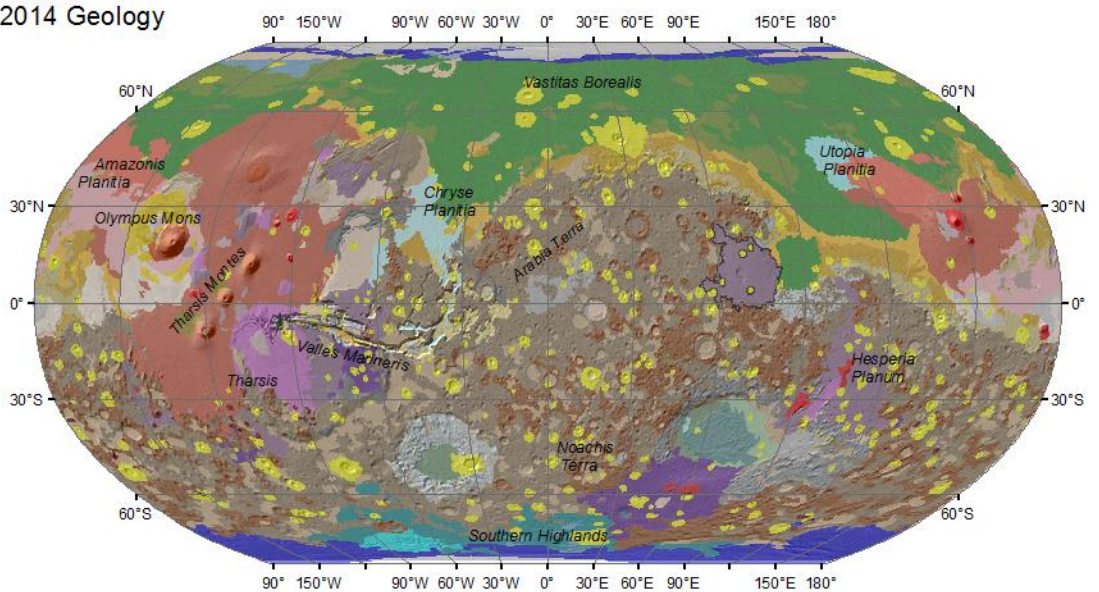 2014 Geology
90° 150°W 90°W 60°W 30°W 0° 30°E 60°E 90°E 150°E 180°
Vastitas Borealis
60°N 60°N
Amazonis
Planitia
Utopia
Planitia
Chryse
Planitia
30°N 30°N
Olympus Mons
Arabia Terra
Tharsis Montes
0° 0°
Valles Marineris
Hesperia
Planum
Tharsis
30°S 30°S
Noachis
Terra
60°S 60°S
Southern Highlands
90° 150°W 90°W 60°W 30°W 0° 30°E 60°E 90°E 150°E 180°